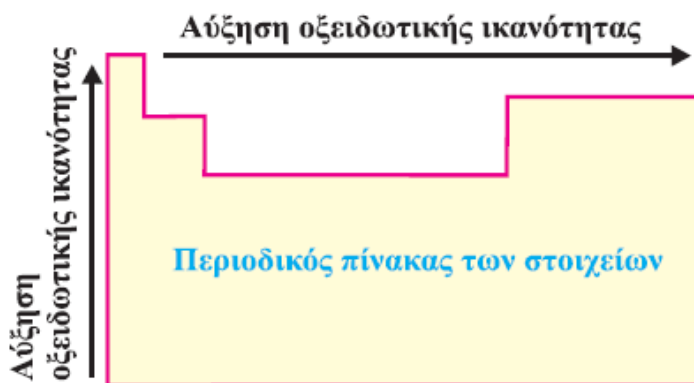 Αύξηση οξειδωτικής ικανότητας
Αύξηση
οξειδωτικής ικανότητας
Περιοδικός πίνακας των στοιχείων